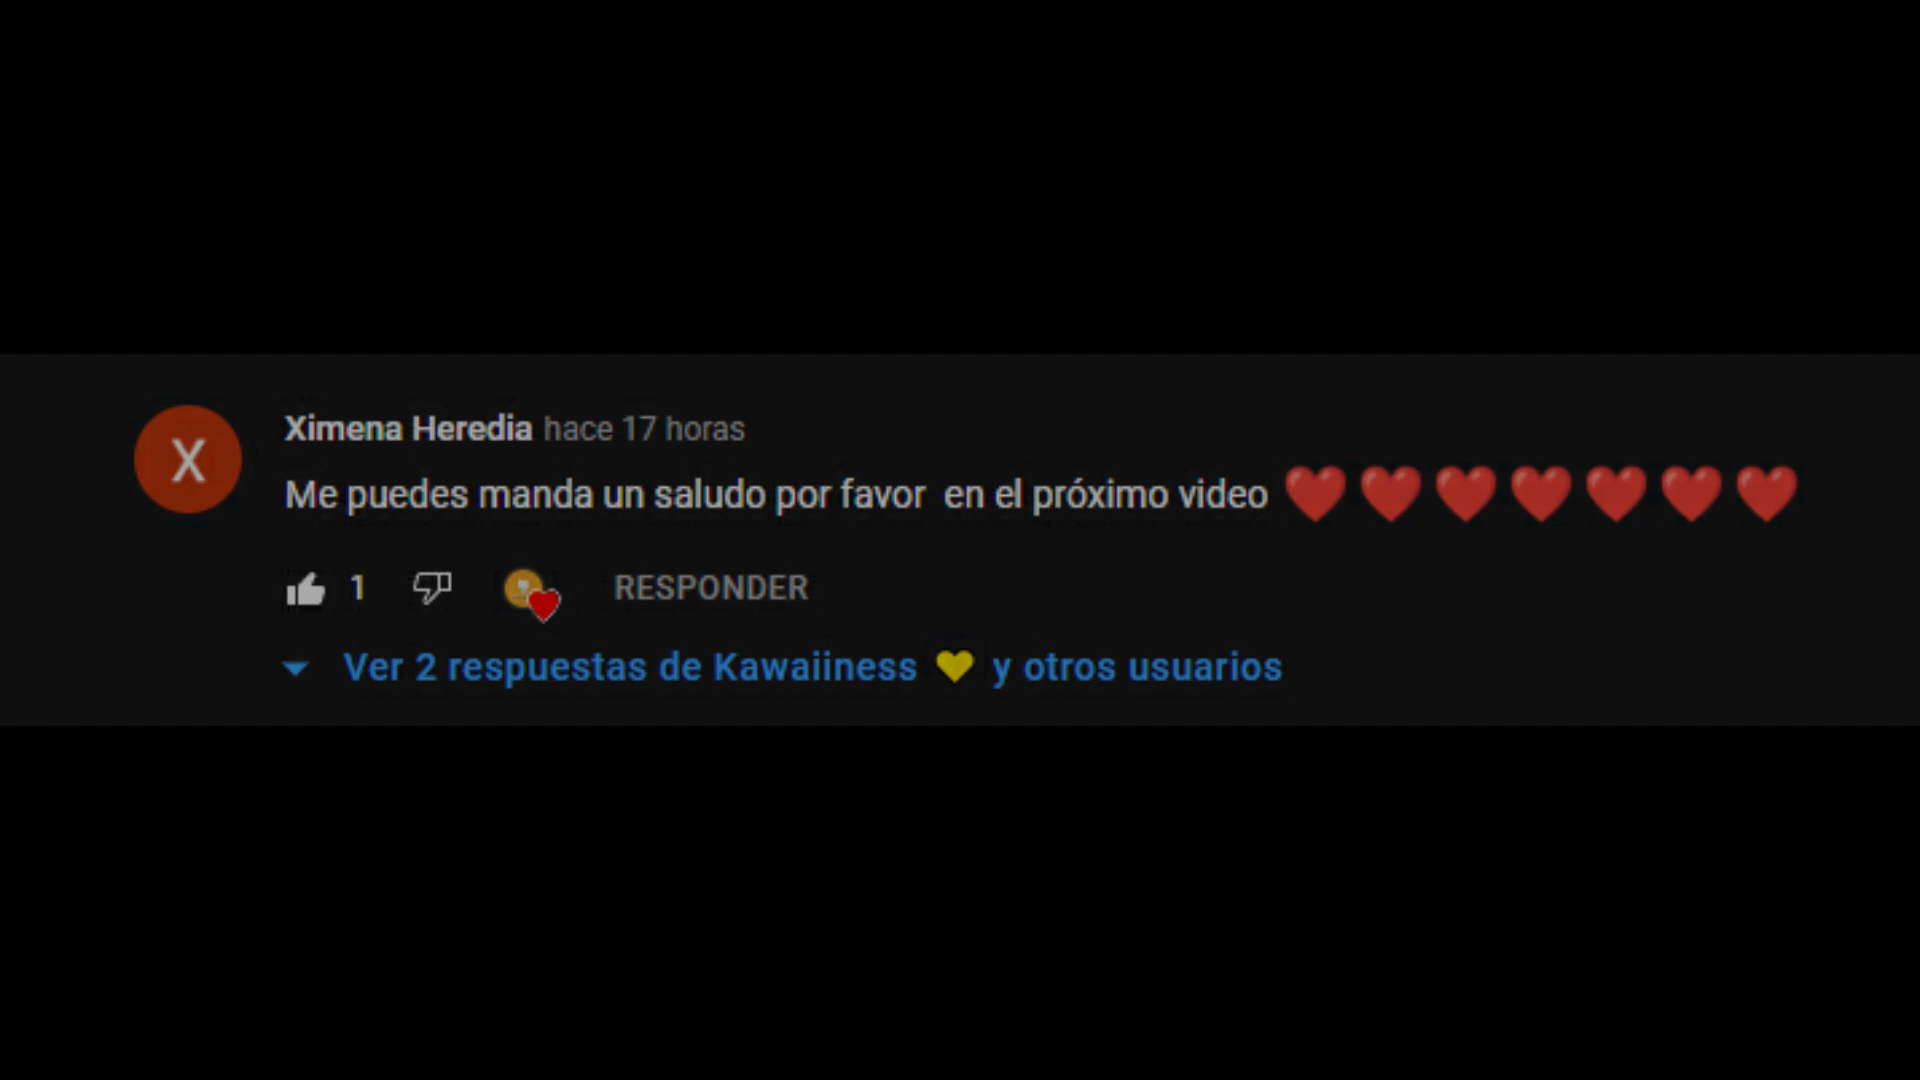 X
Ximena Heredia hace 17 horas
Me puedes manda un saludo por favor  en el próximo video ❤️❤️❤️❤️❤️❤️❤️
1 RESPONDER
Ver 2 respuestas de Kawaiiness 💛 y otros usuarios